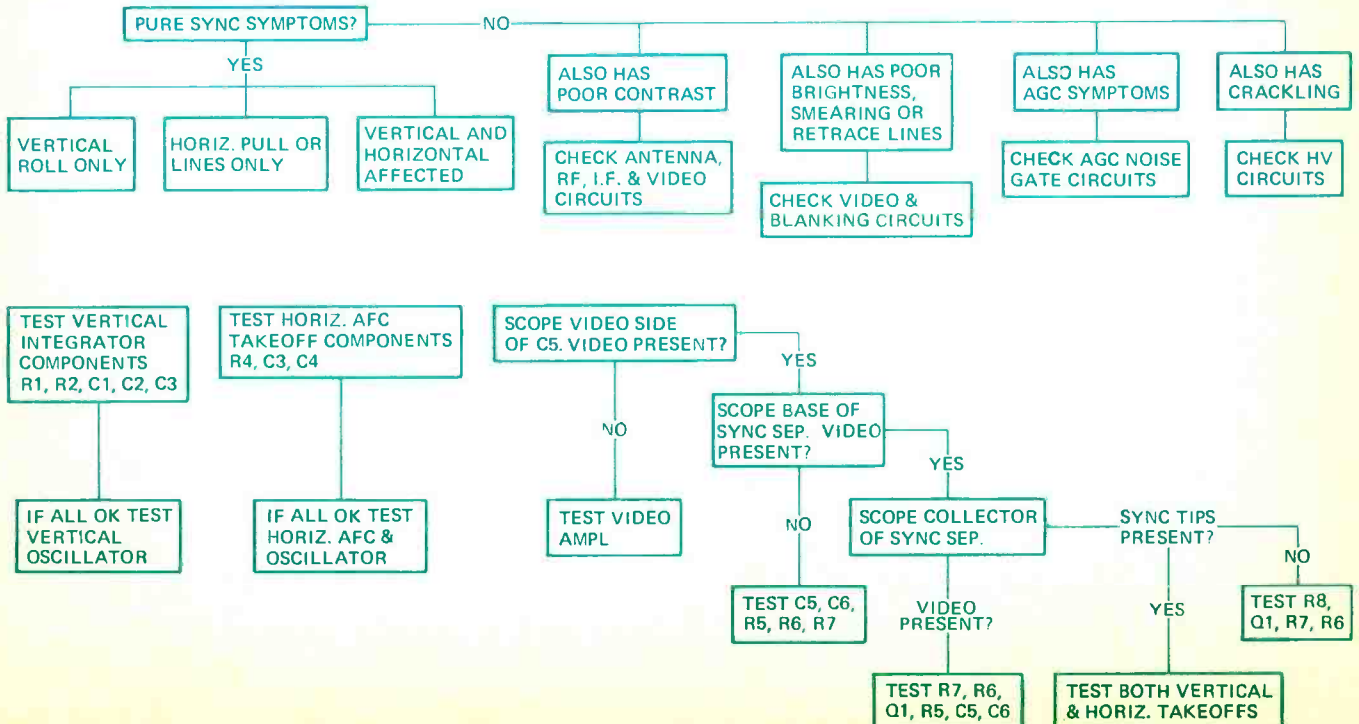 PURE SYNC SYMPTOMS?
NO
YES
VERTICAL
ROLL ONLY
HORIZ. PULL OR
LINES ONLY
VERTICAL AND
HORIZONTAL
AFFECTED
ALSO HAS
POOR CONTRAST
CHECK ANTENNA,
RF, I.F. & VIDEO
CIRCUITS
ALSO HAS POOR
BRIGHTNESS,
SMEARING OR
RETRACE LINES
CHECK VIDEO &
BLANKING CIRCUITS
ALSO HAS
AGC SYMPTOMS
CHECK AGC NOISE
GATE CIRCUITS
ALSO HAS
CRACKLING
CHECK HV
CIRCUITS
TEST VERTICAL
INTEGRATOR
COMPONENTS
R1, R2, C1, C2, C3
IF ALL OK TEST
VERTICAL
OSCILLATOR
TEST HORIZ. AFC
TAKEOFF COMPONENTS
R4, C3, C4
IF ALL OK TEST
HORIZ. AFC &
OSCILLATOR
SCOPE VIDEO SIDE
OF C5. VIDEO PRESENT?
YES
NO
TEST VIDEO
AMPL
SCOPE BASE OF
SYNC SEP. VIDEO
PRESENT?
YES
NO
TEST C5, C6,
R5, R6, R7
SCOPE COLLECTOR
OF SYNC SEP.
VIDEO
PRESENT?
TEST R7, R6,
Q1, R5, C5, C6
SYNC TIPS
PRESENT?
YES
NO
TEST BOTH VERTICAL
& HORIZ. TAKEOFFS
TEST R8,
Q1, R7, R6